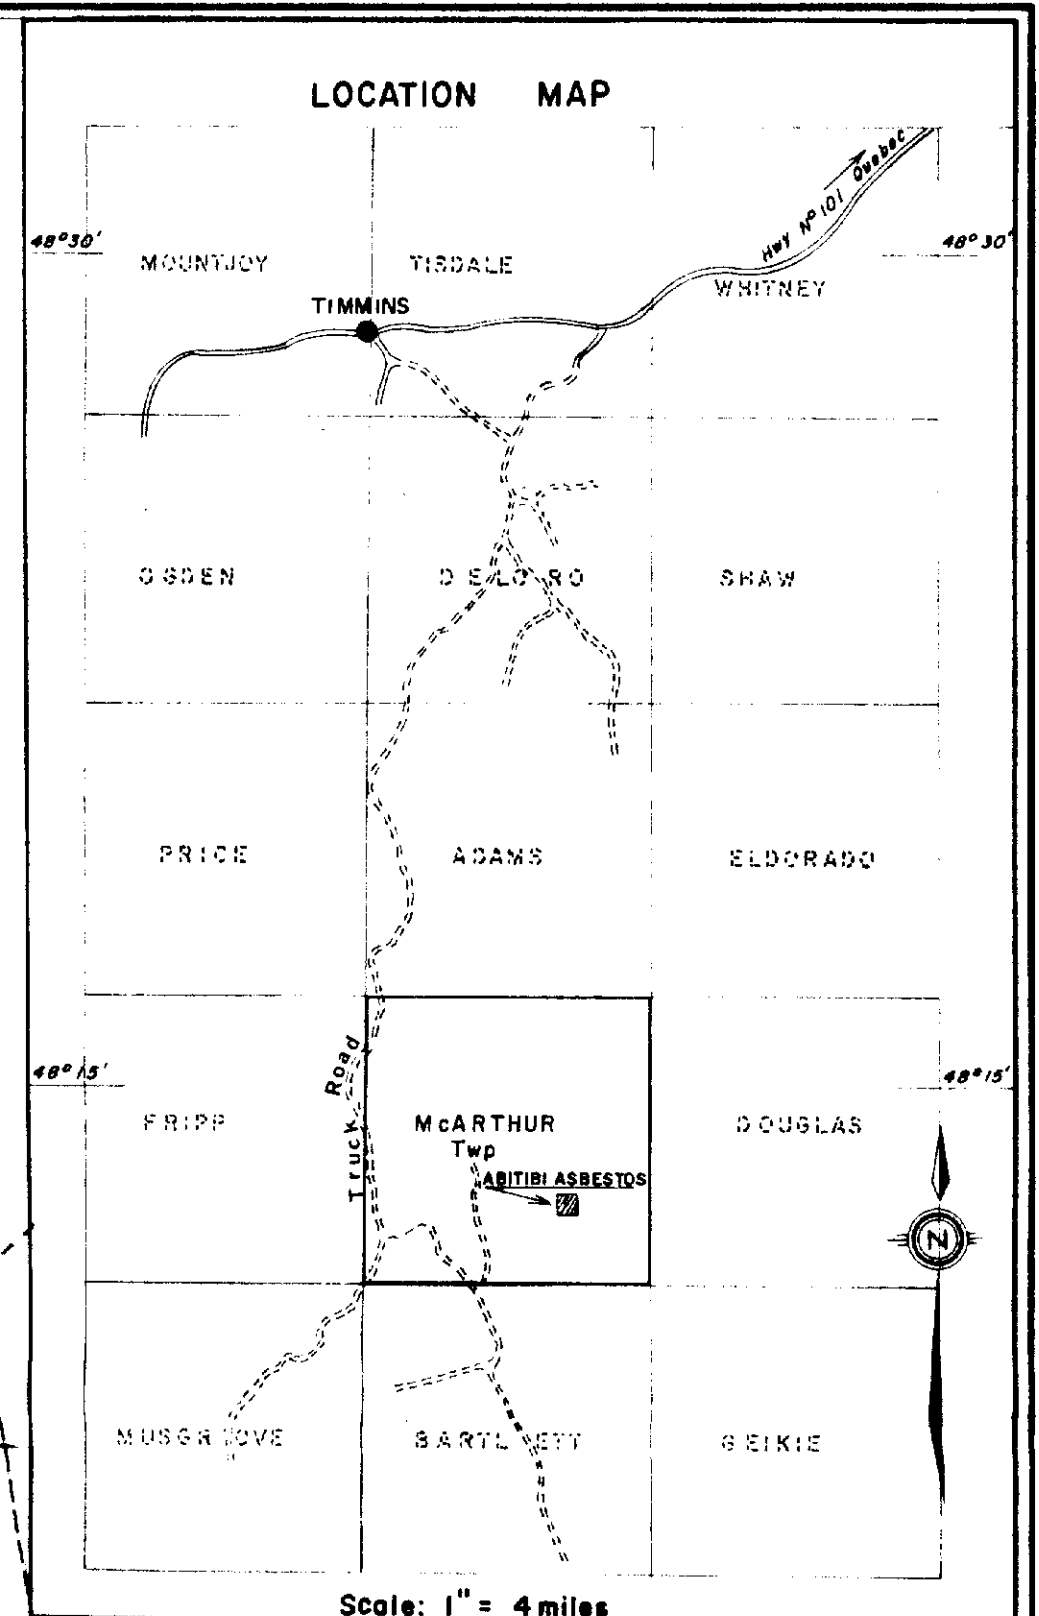 LOCATION MAP
Hwy Nº 101 Quebec
48°30' 48°30'
MOUNTJOY TISDALE
WHITNEY
TIMMINS
OGDEN DELORO SHAW
PRICE ADAMS ELDORADO
Truck Road
48°15' 48°15'
FRIPP McARTHUR DOUGLAS
Twp
ABITIBI ASBESTOS
N
MUSGROVE BARTLETT GEIKIE
Scale: 1" = 4 miles